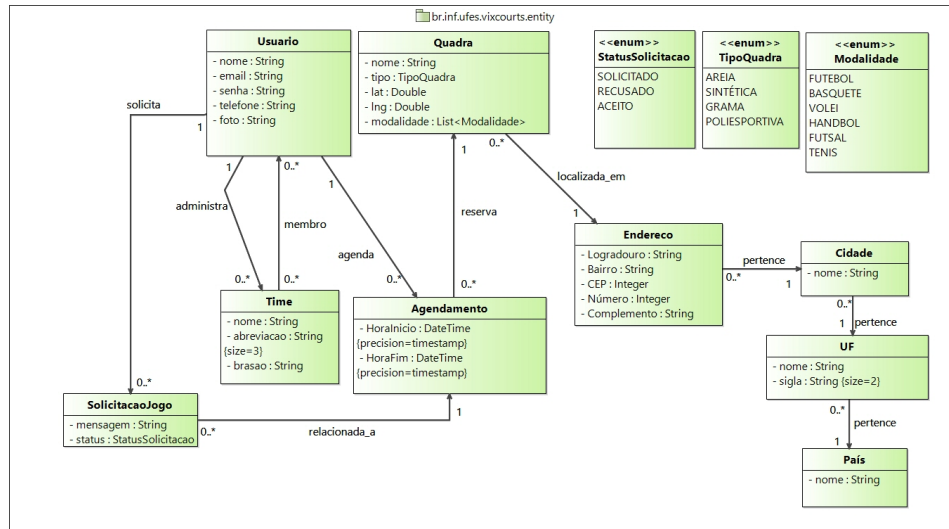 br.inf.ufes.vixcourts.entity
Usuario
- nome : String
- email : String
- senha : String
- telefone : String
- foto : String
Quadra
- nome : String
- tipo : TipoQuadra
- lat : Double
- lng : Double
- modalidade : List<Modalidade>
<<enum>>
StatusSolicitacao
SOLICITADO
RECUSADO
ACEITO
<<enum>>
TipoQuadra
AREIA
SINTÉTICA
GRAMA
POLIESPORTIVA
<<enum>>
Modalidade
FUTEBOL
BASQUETE
VOLEI
HANDBOL
FUTSAL
TENIS
solicita
1
1
0..*
1
1
0..*
localizada_em
administra
membro
reserva
agenda
1
Endereco
- Logradouro : String
- Bairro : String
- CEP : Integer
- Número : Integer
- Complemento : String
pertence
0..*
1
Cidade
- nome : String
0..*
1
pertence
0..*
0..*
0..*
0..*
Time
- nome : String
- abreviacao : String
{size=3}
- brasao : String
Agendamento
- HoraInicio : DateTime
{precision=timestamp}
- HoraFim : DateTime
{precision=timestamp}
UF
- nome : String
- sigla : String {size=2}
0..*
SolicitacaoJogo
- mensagem : String
- status : StatusSolicitacao
0..*
relacionada_a
1
0..*
pertence
1
País
- nome : String